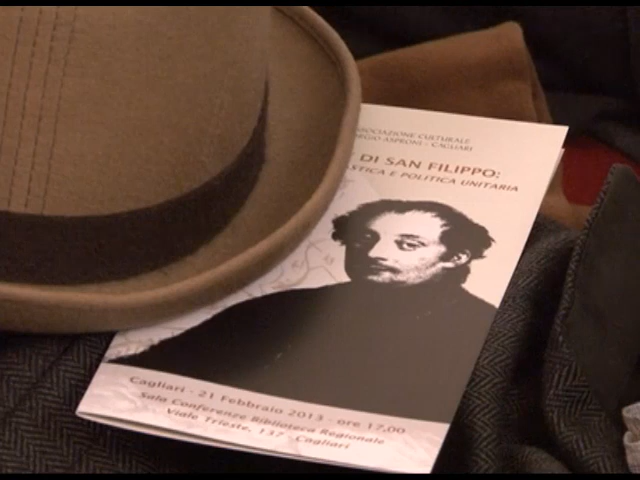 SSOCIAZIONE CULTURALE
ORGIO ASPRONI - CAGLIARI
DI SAN FILIPPO:
STICA E POLITICA UNITARIA
Cagliari - 21 Febbraio 2013 - ore 17,00
Sala Conferenze Biblioteca Regionale
Viale Trieste, 137 - Cagliari